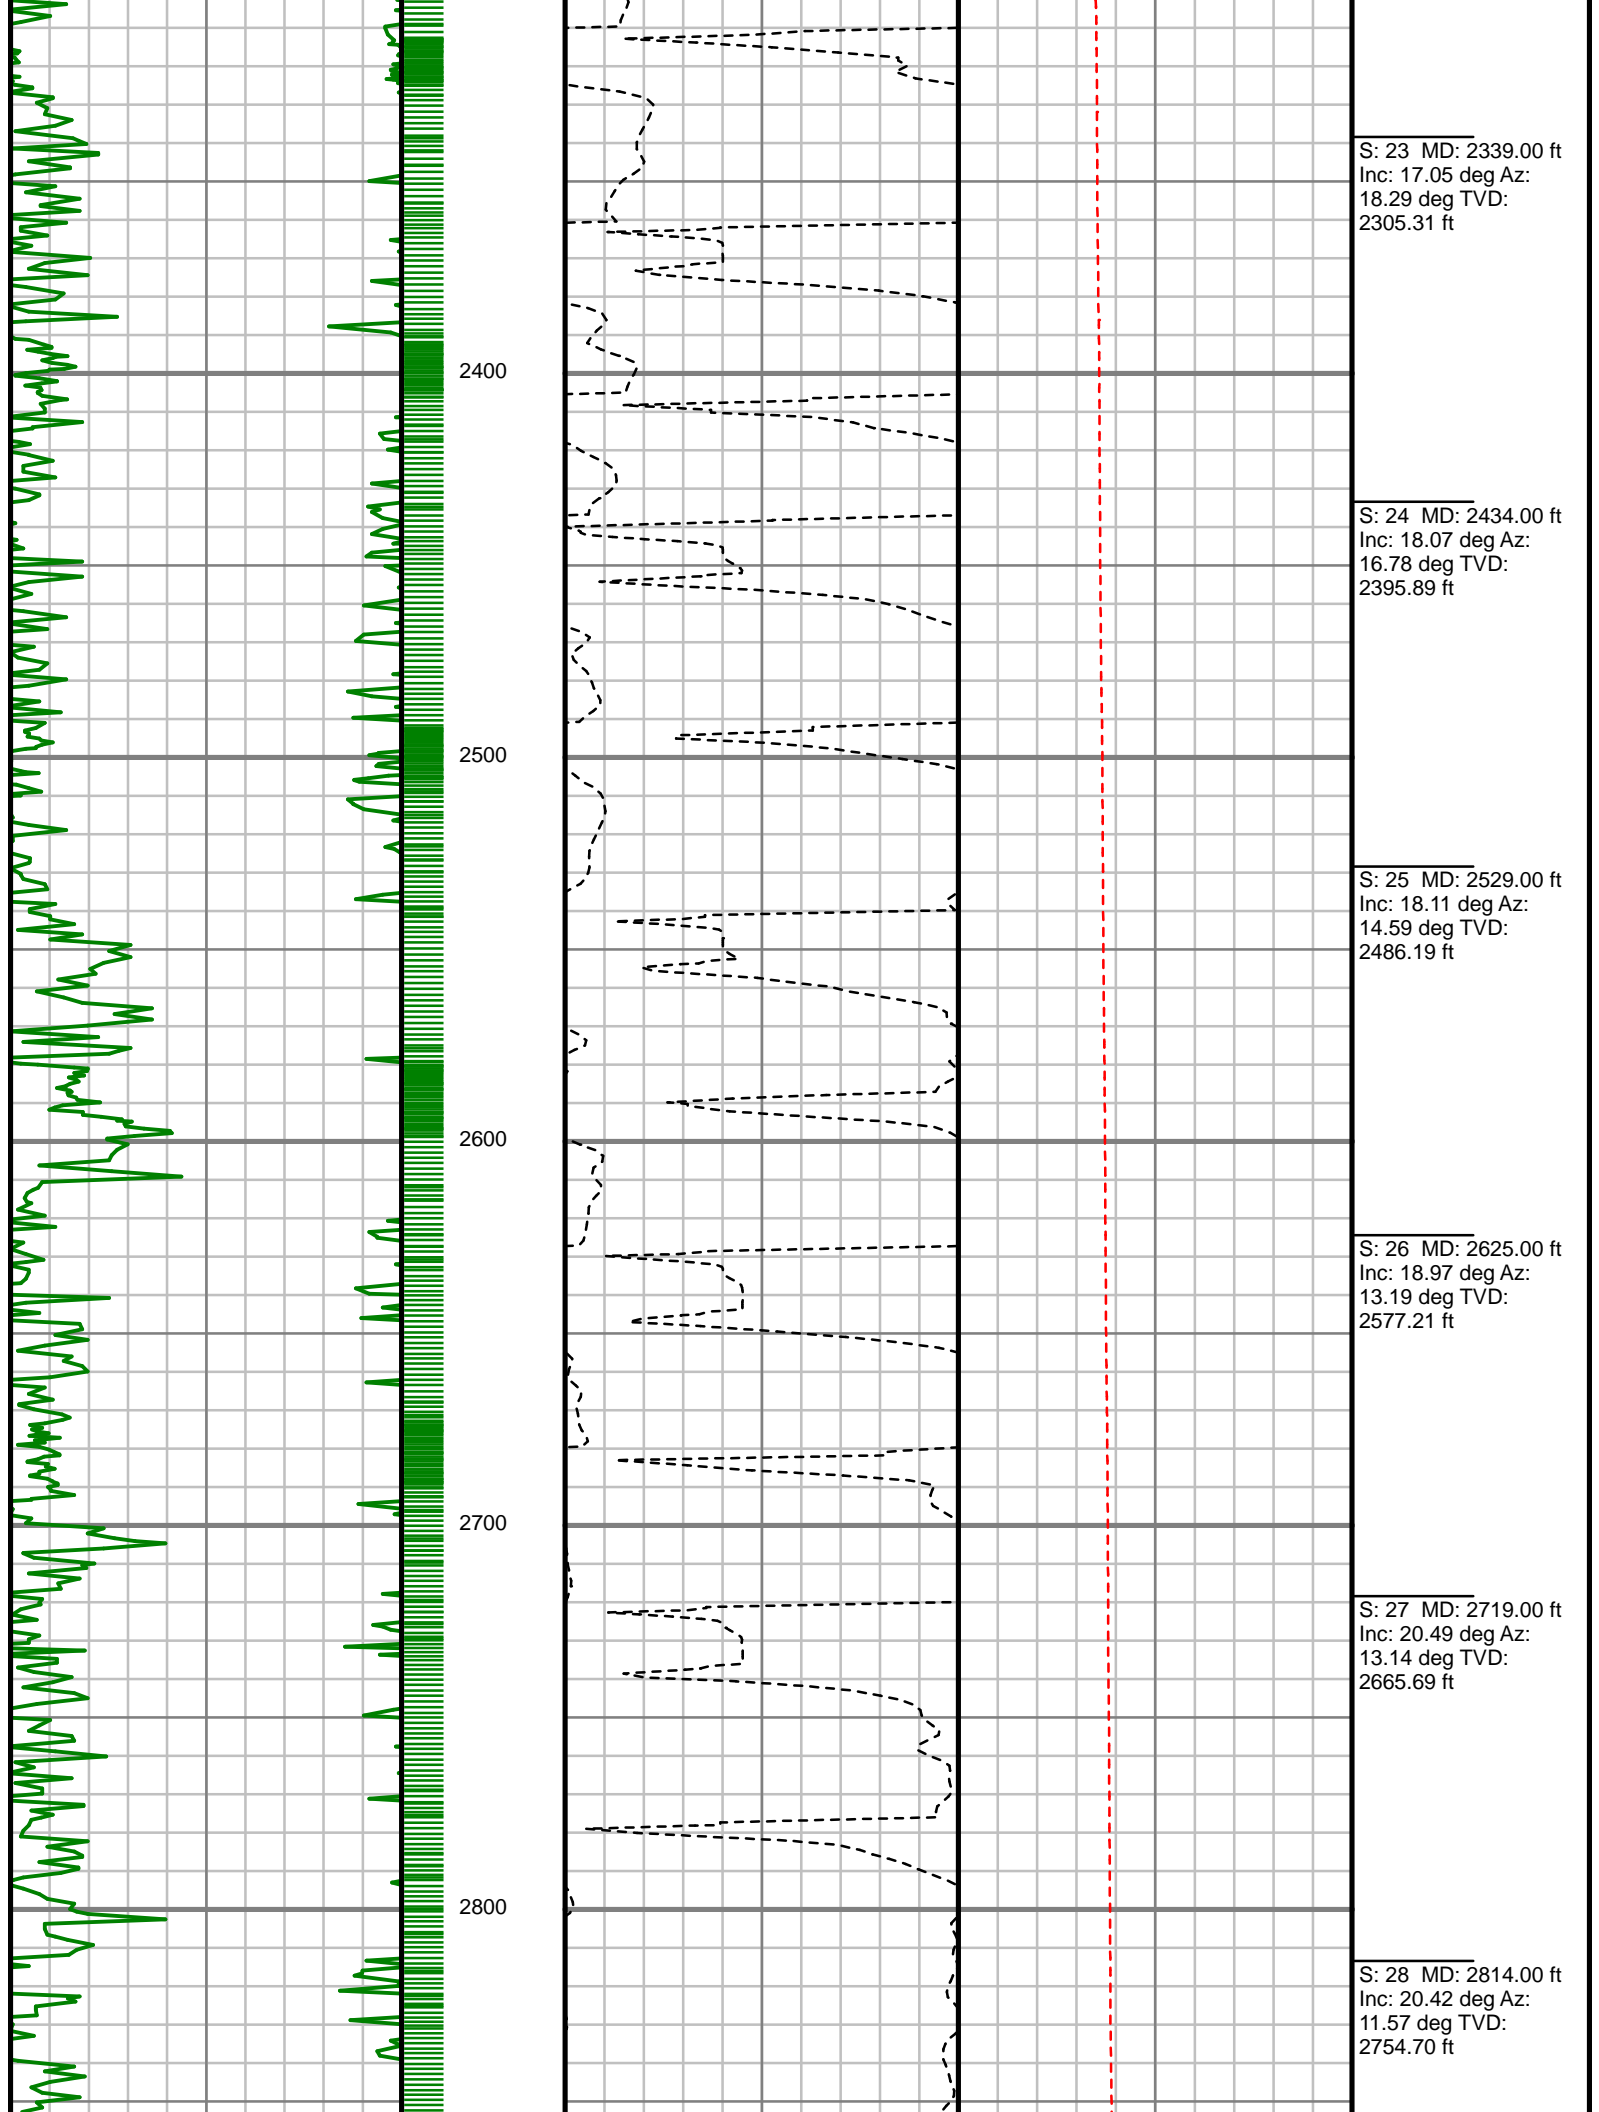 S: 23 MD: 2339.00 ft
Inc: 17.05 deg Az:
18.29 deg TVD:
2305.31 ft
2400
S: 24 MD: 2434.00 ft
Inc: 18.07 deg Az:
16.78 deg TVD:
2395.89 ft
2500
S: 25 MD: 2529.00 ft
Inc: 18.11 deg Az:
14.59 deg TVD:
2486.19 ft
2600
S: 26 MD: 2625.00 ft
Inc: 18.97 deg Az:
13.19 deg TVD:
2577.21 ft
2700
S: 27 MD: 2719.00 ft
Inc: 20.49 deg Az:
13.14 deg TVD:
2665.69 ft
2800
S: 28 MD: 2814.00 ft
Inc: 20.42 deg Az:
11.57 deg TVD:
2754.70 ft